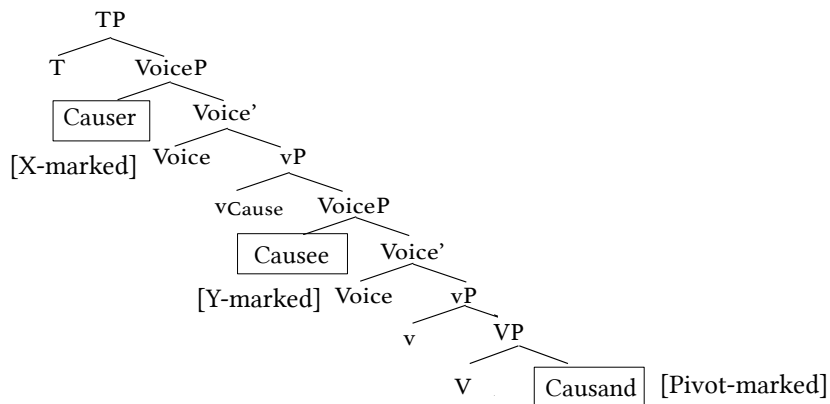 TP
T VoiceP
Causer Voice’
[X-marked] Voice vP
vCause VoiceP
Causee Voice’
[Y-marked] Voice vP
v VP
V Causand [Pivot-marked]